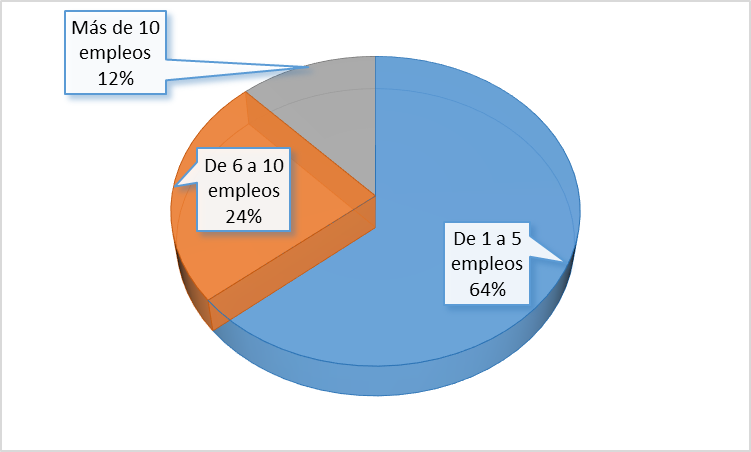 Más de 10
empleos
12%
De 6 a 10
empleos
24%
De 1 a 5
empleos
64%